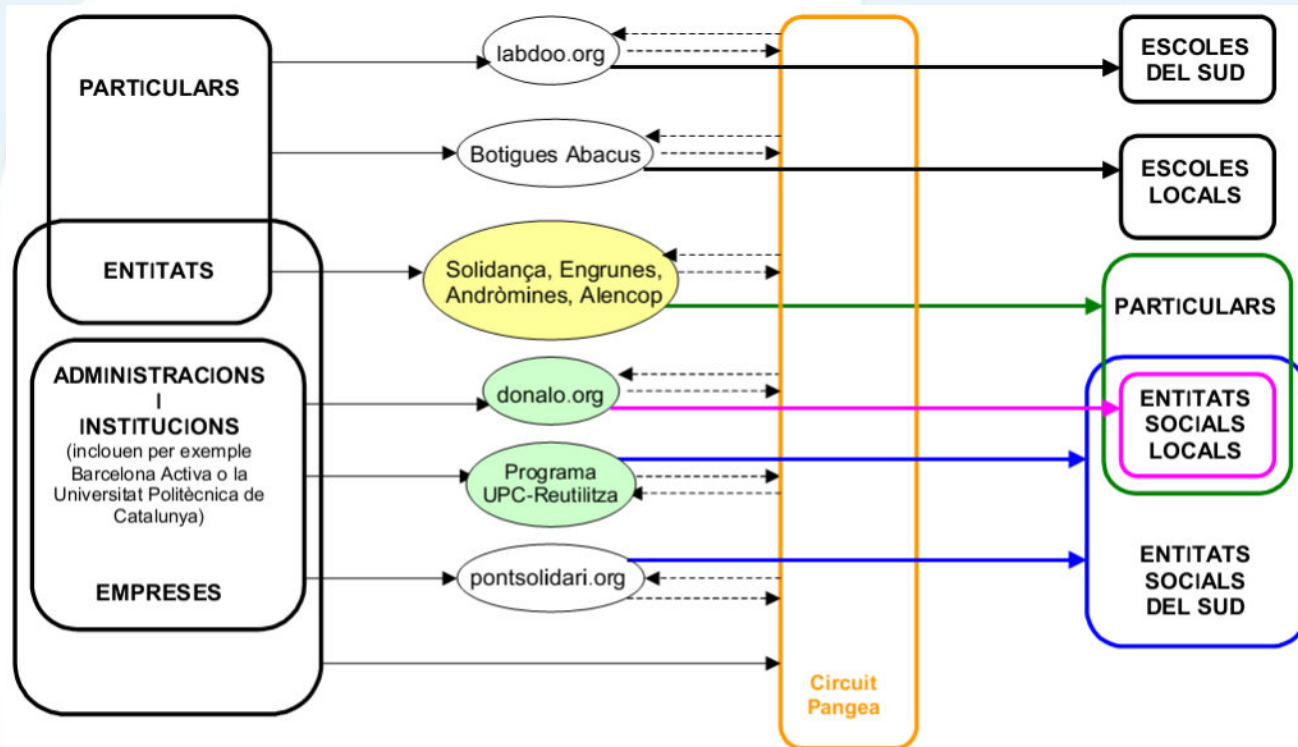 PARTICULARS
ENTITATS
ADMINISTRACIONS
I
INSTITUCIONS
(inclouen per exemple
Barcelona Activa o la
Universitat Politècnica de
Catalunya)
EMPRESES
labdoo.org
Botigues Abacus
Solidança, Engrunes,
Andròmines, Alencop
donalo.org
Programa
UPC-Reutilitza
pontsolidari.org
Circuit
Pangea
ESCOLES
DEL SUD
ESCOLES
LOCALS
PARTICULARS
ENTITATS
SOCIALS
LOCALS
ENTITATS
SOCIALS
DEL SUD